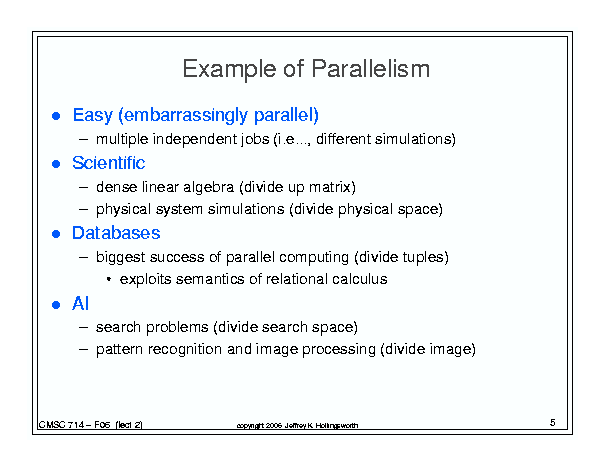 Example of Parallelism
● Easy (embarrassingly parallel)
– multiple independent jobs (i.e..., different simulations)
● Scientific
– dense linear algebra (divide up matrix)
– physical system simulations (divide physical space)
● Databases
– biggest success of parallel computing (divide tuples)
• exploits semantics of relational calculus
● AI
– search problems (divide search space)
– pattern recognition and image processing (divide image)
CMSC 714 – F06 (lect 2)
copyright 2006 Jeffrey K. Hollingsworth
5